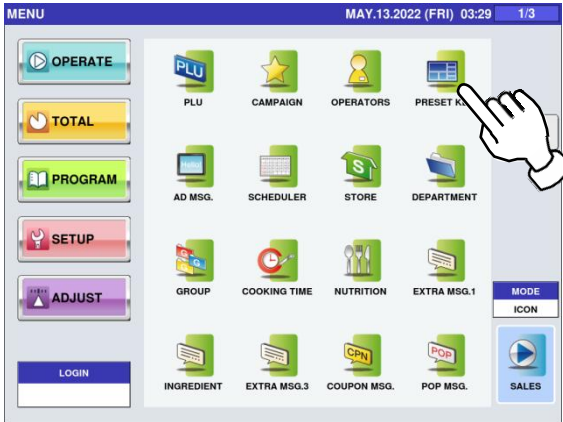 MENU MAY.13.2022 (FRI) 03:29 1/3
OPERATE
TOTAL
PROGRAM
SETUP
ADJUST
LOGIN
PLU
PLU CAMPAIGN OPERATORS PRESET
Hello!
S
AD MSG. SCHEDULER STORE DEPARTMENT
G
G
GROUP COOKING TIME NUTRITION EXTRA MSG.1
CPN
POP
INGREDIENT EXTRA MSG.3 COUPON MSG. POP MSG.
MODE
ICON
SALES